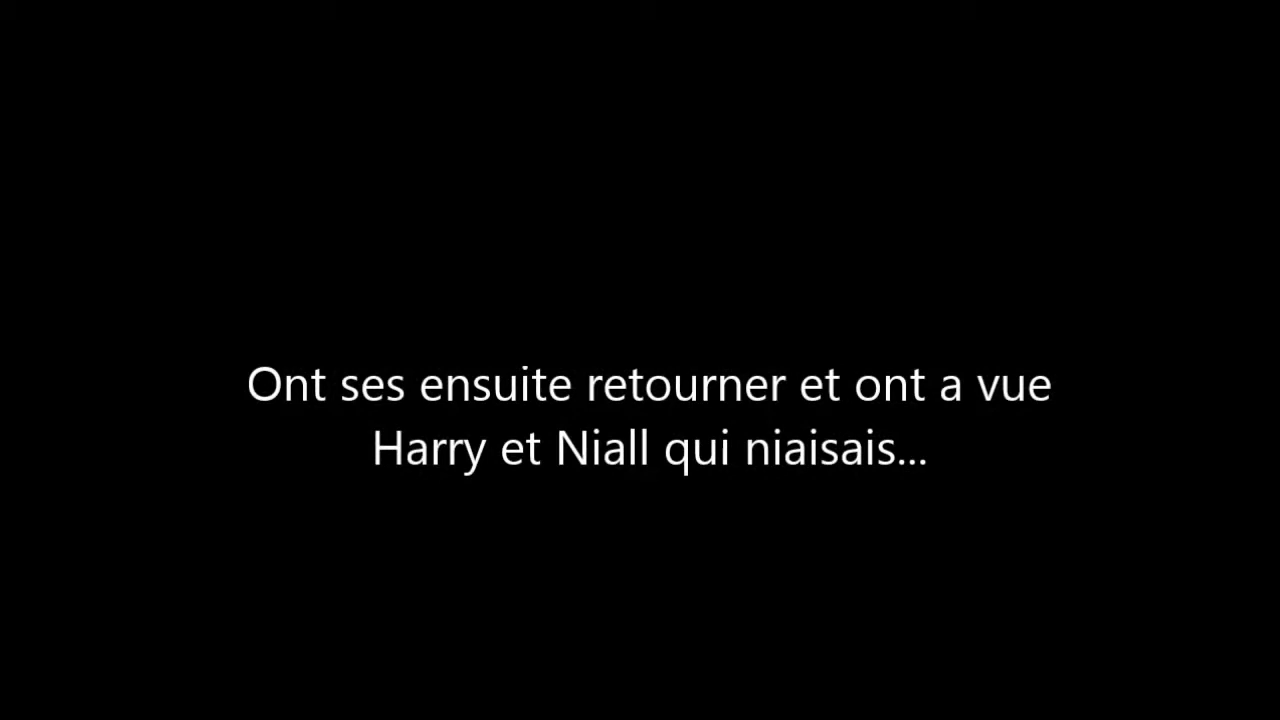 Ont ses ensuite retourner et ont a vue
Harry et Niall qui niaisais...